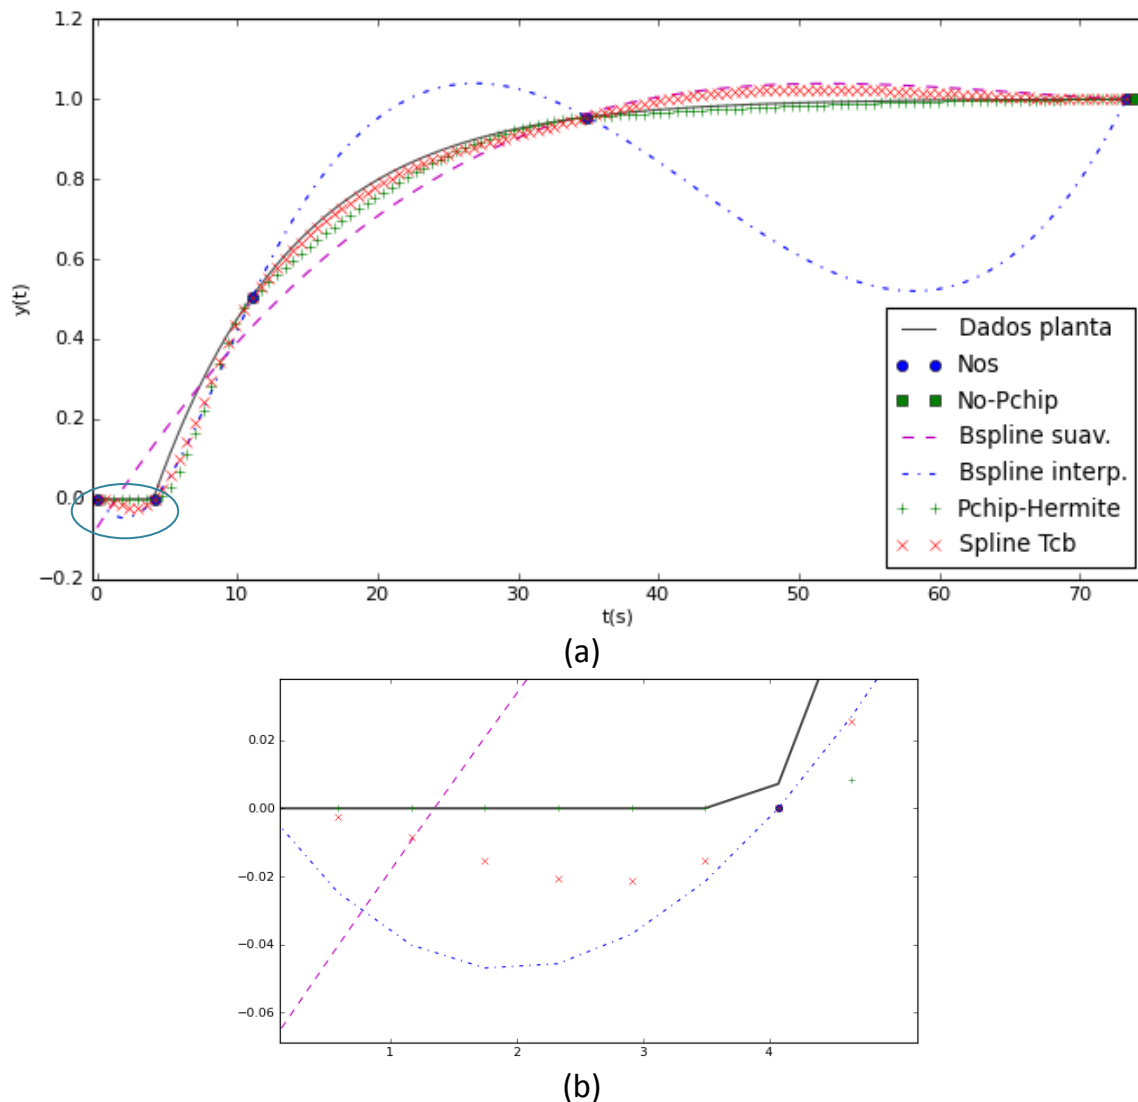 1.2
1.0
0.8
0.6
0.4
0.2
0.0
−0.2
y(t)
Dados planta
Nos
No-Pchip
Bspline suav.
Bspline interp.
Pchip-Hermite
Spline Tcb
0 10 20 30 40 50 60 70
t(s)
(a)
0.02
0.00
−0.02
−0.04
−0.06
1 2 3 4
(b)